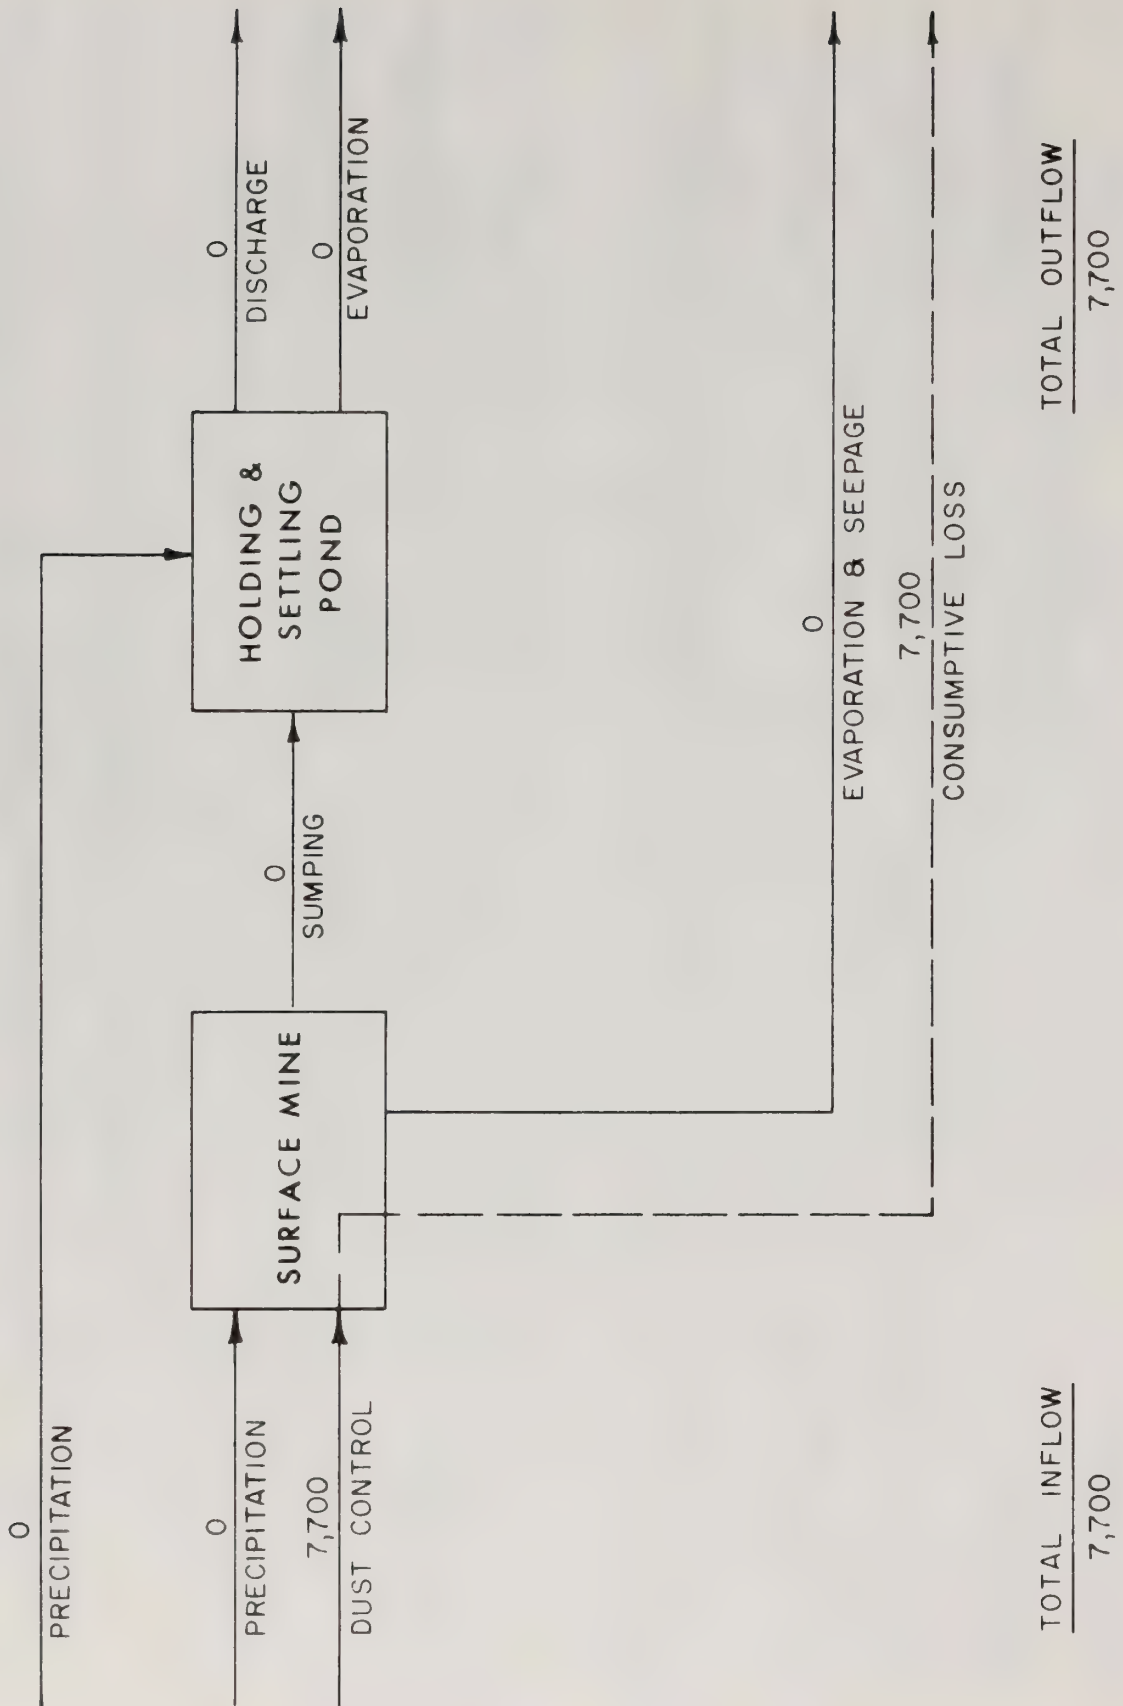 0
PRECIPITATION
0
PRECIPITATION
7,700
DUST CONTROL
SURFACE MINE
0
SUMPING
HOLDING &
SETTLING
POND
0
DISCHARGE
0
EVAPORATION
0
EVAPORATION & SEEPAGE
7,700
CONSUMPTIVE LOSS
TOTAL INFLOW
7,700
TOTAL OUTFLOW
7,700